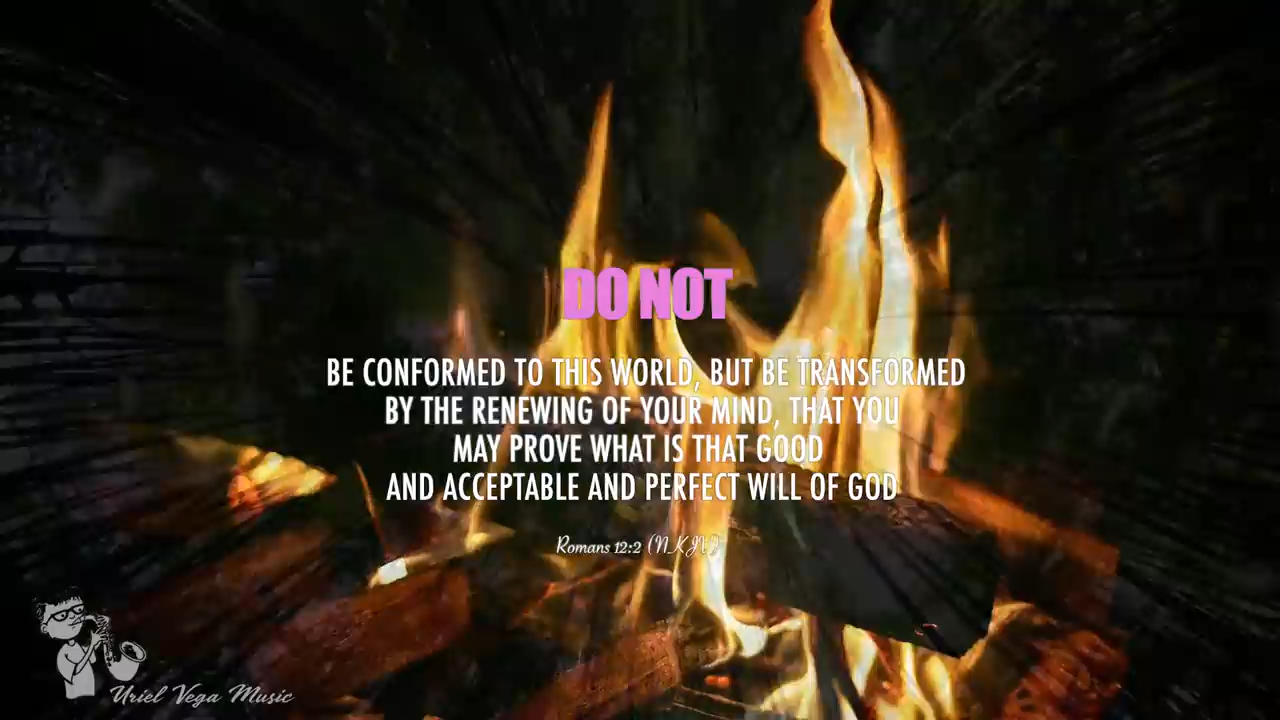 DO NOT
BE CONFORMED TO THIS WORLD, BUT BE TRANSFORMED
BY THE RENEWING OF YOUR MIND, THAT YOU
MAY PROVE WHAT IS THAT GOOD
AND ACCEPTABLE AND PERFECT WILL OF GOD
Romans 12:2 (NKJV)
Uriel Vega Music